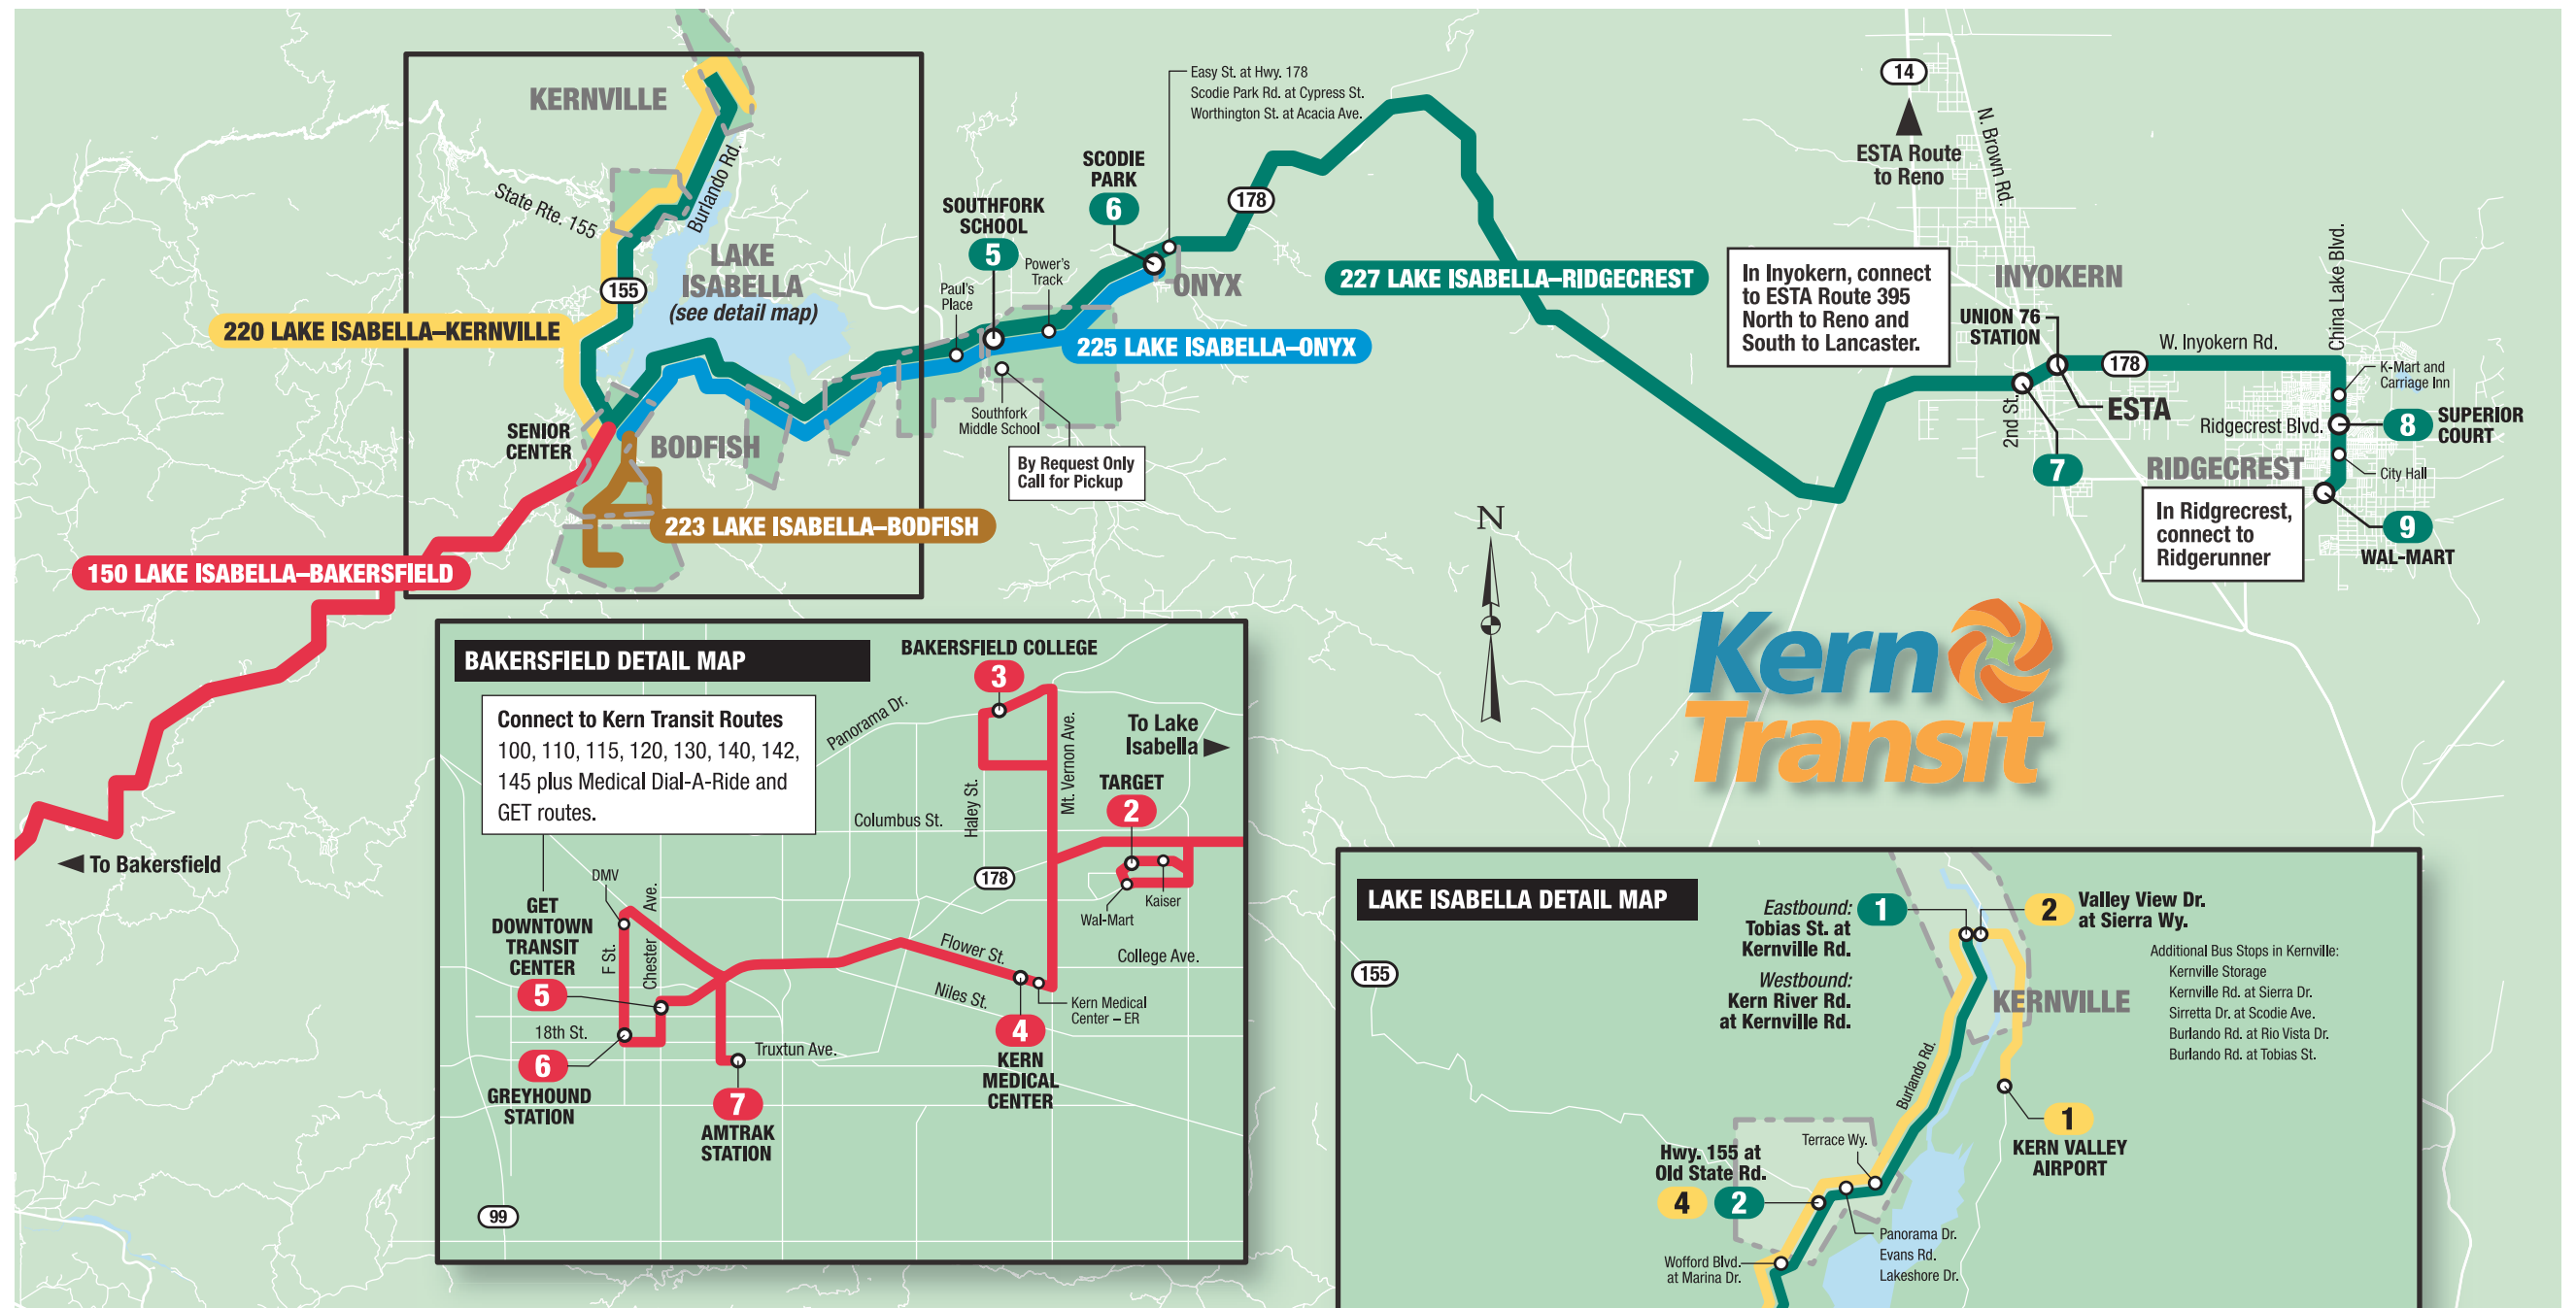 KERNVILLE
State Rte. 155
Burlando Rd.
155
LAKE
ISABELLA
(see detail map)
220 LAKE ISABELLA–KERNVILLE
SENIOR
CENTER
BODFISH
223 LAKE ISABELLA–BODFISH
150 LAKE ISABELLA–BAKERSFIELD
To Bakersfield
Easy St. at Hwy. 178
Scodie Park Rd. at Cypress St.
Worthington St. at Acacia Ave.
SCODIE
PARK
6
SOUTHFORK
SCHOOL
5
Paul's
Place
Power's
Track
ONYX
178
225 LAKE ISABELLA–ONYX
Southfork
Middle School
By Request Only
Call for Pickup
227 LAKE ISABELLA–RIDGECREST
14
ESTA Route
to Reno
N. Brown Rd.
In Inyokern, connect
to ESTA Route 395
North to Reno and
South to Lancaster.
INYOKERN
UNION 76
STATION
W. Inyokern Rd.
178
China Lake Blvd.
K-Mart and
Carriage Inn
ESTA
2nd St.
7
Ridgecrest Blvd.
8
SUPERIOR
COURT
RIDGECREST
City Hall
In Ridgrecrest,
connect to
Ridgerunner
9
WAL-MART
N
Kern
Transit
BAKERSFIELD DETAIL MAP
Connect to Kern Transit Routes
100, 110, 115, 120, 130, 140, 142,
145 plus Medical Dial-A-Ride and
GET routes.
BAKERSFIELD COLLEGE
3
Panorama Dr.
Mt. Vernon Ave.
To Lake
Isabella
Haley St.
TARGET
2
Columbus St.
178
Wal-Mart
Kaiser
College Ave.
DMV
GET
DOWNTOWN
TRANSIT
CENTER
5
F St.
Chester
Ave.
Flower St.
Niles St.
Kern Medical
Center – ER
4
KERN
MEDICAL
CENTER
18th St.
6
GREYHOUND
STATION
Truxtun Ave.
7
AMTRAK
STATION
99
LAKE ISABELLA DETAIL MAP
Eastbound:
Tobias St. at
Kernville Rd.
1
Westbound:
Kern River Rd.
at Kernville Rd.
2
Valley View Dr.
at Sierra Wy.
Additional Bus Stops in Kernville:
Kernville Storage
Kernville Rd. at Sierra Dr.
Sirretta Dr. at Scodie Ave.
Burlando Rd. at Rio Vista Dr.
Burlando Rd. at Tobias St.
155
KERNVILLE
Burlando Rd.
1
KERN VALLEY
AIRPORT
Terrace Wy.
Hwy. 155 at
Old State Rd.
4
2
Panorama Dr.
Evans Rd.
Lakeshore Dr.
Wofford Blvd.
at Marina Dr.